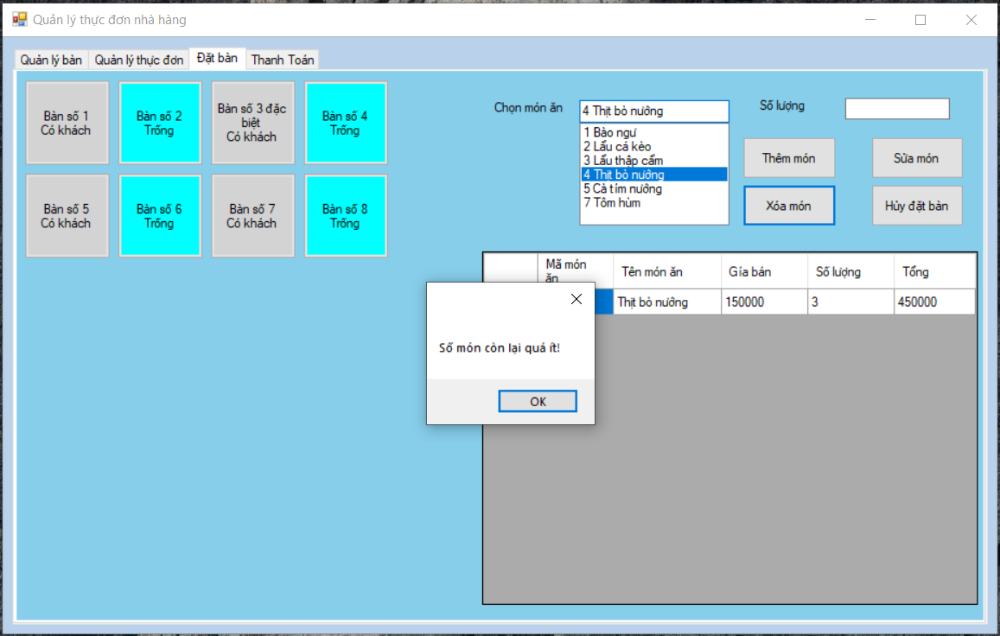 Quản lý thực đơn nhà hàng
Quản lý bàn
Quản lý thực đơn
Đặt bàn
Thanh Toán
Bàn số 1
Có khách
Bàn số 2
Trống
Bàn số 3 đặc
biệt
Có khách
Bàn số 4
Trống
Bàn số 5
Có khách
Bàn số 6
Trống
Bàn số 7
Có khách
Bàn số 8
Trống
Chọn món ăn
4 Thịt bò nướng
1 Bào ngư
2 Lẩu cá kèo
3 Lẩu thập cẩm
4 Thịt bò nướng
5 Cà tím nướng
7 Tôm hùm
Số lượng
Thêm món
Sửa món
Xóa món
Hủy đặt bàn
Mã món
ăn
Tên món ăn
Gía bán
Số lượng
Tổng
Thịt bò nướng
150000
3
450000
Số món còn lại quá ít!
OK